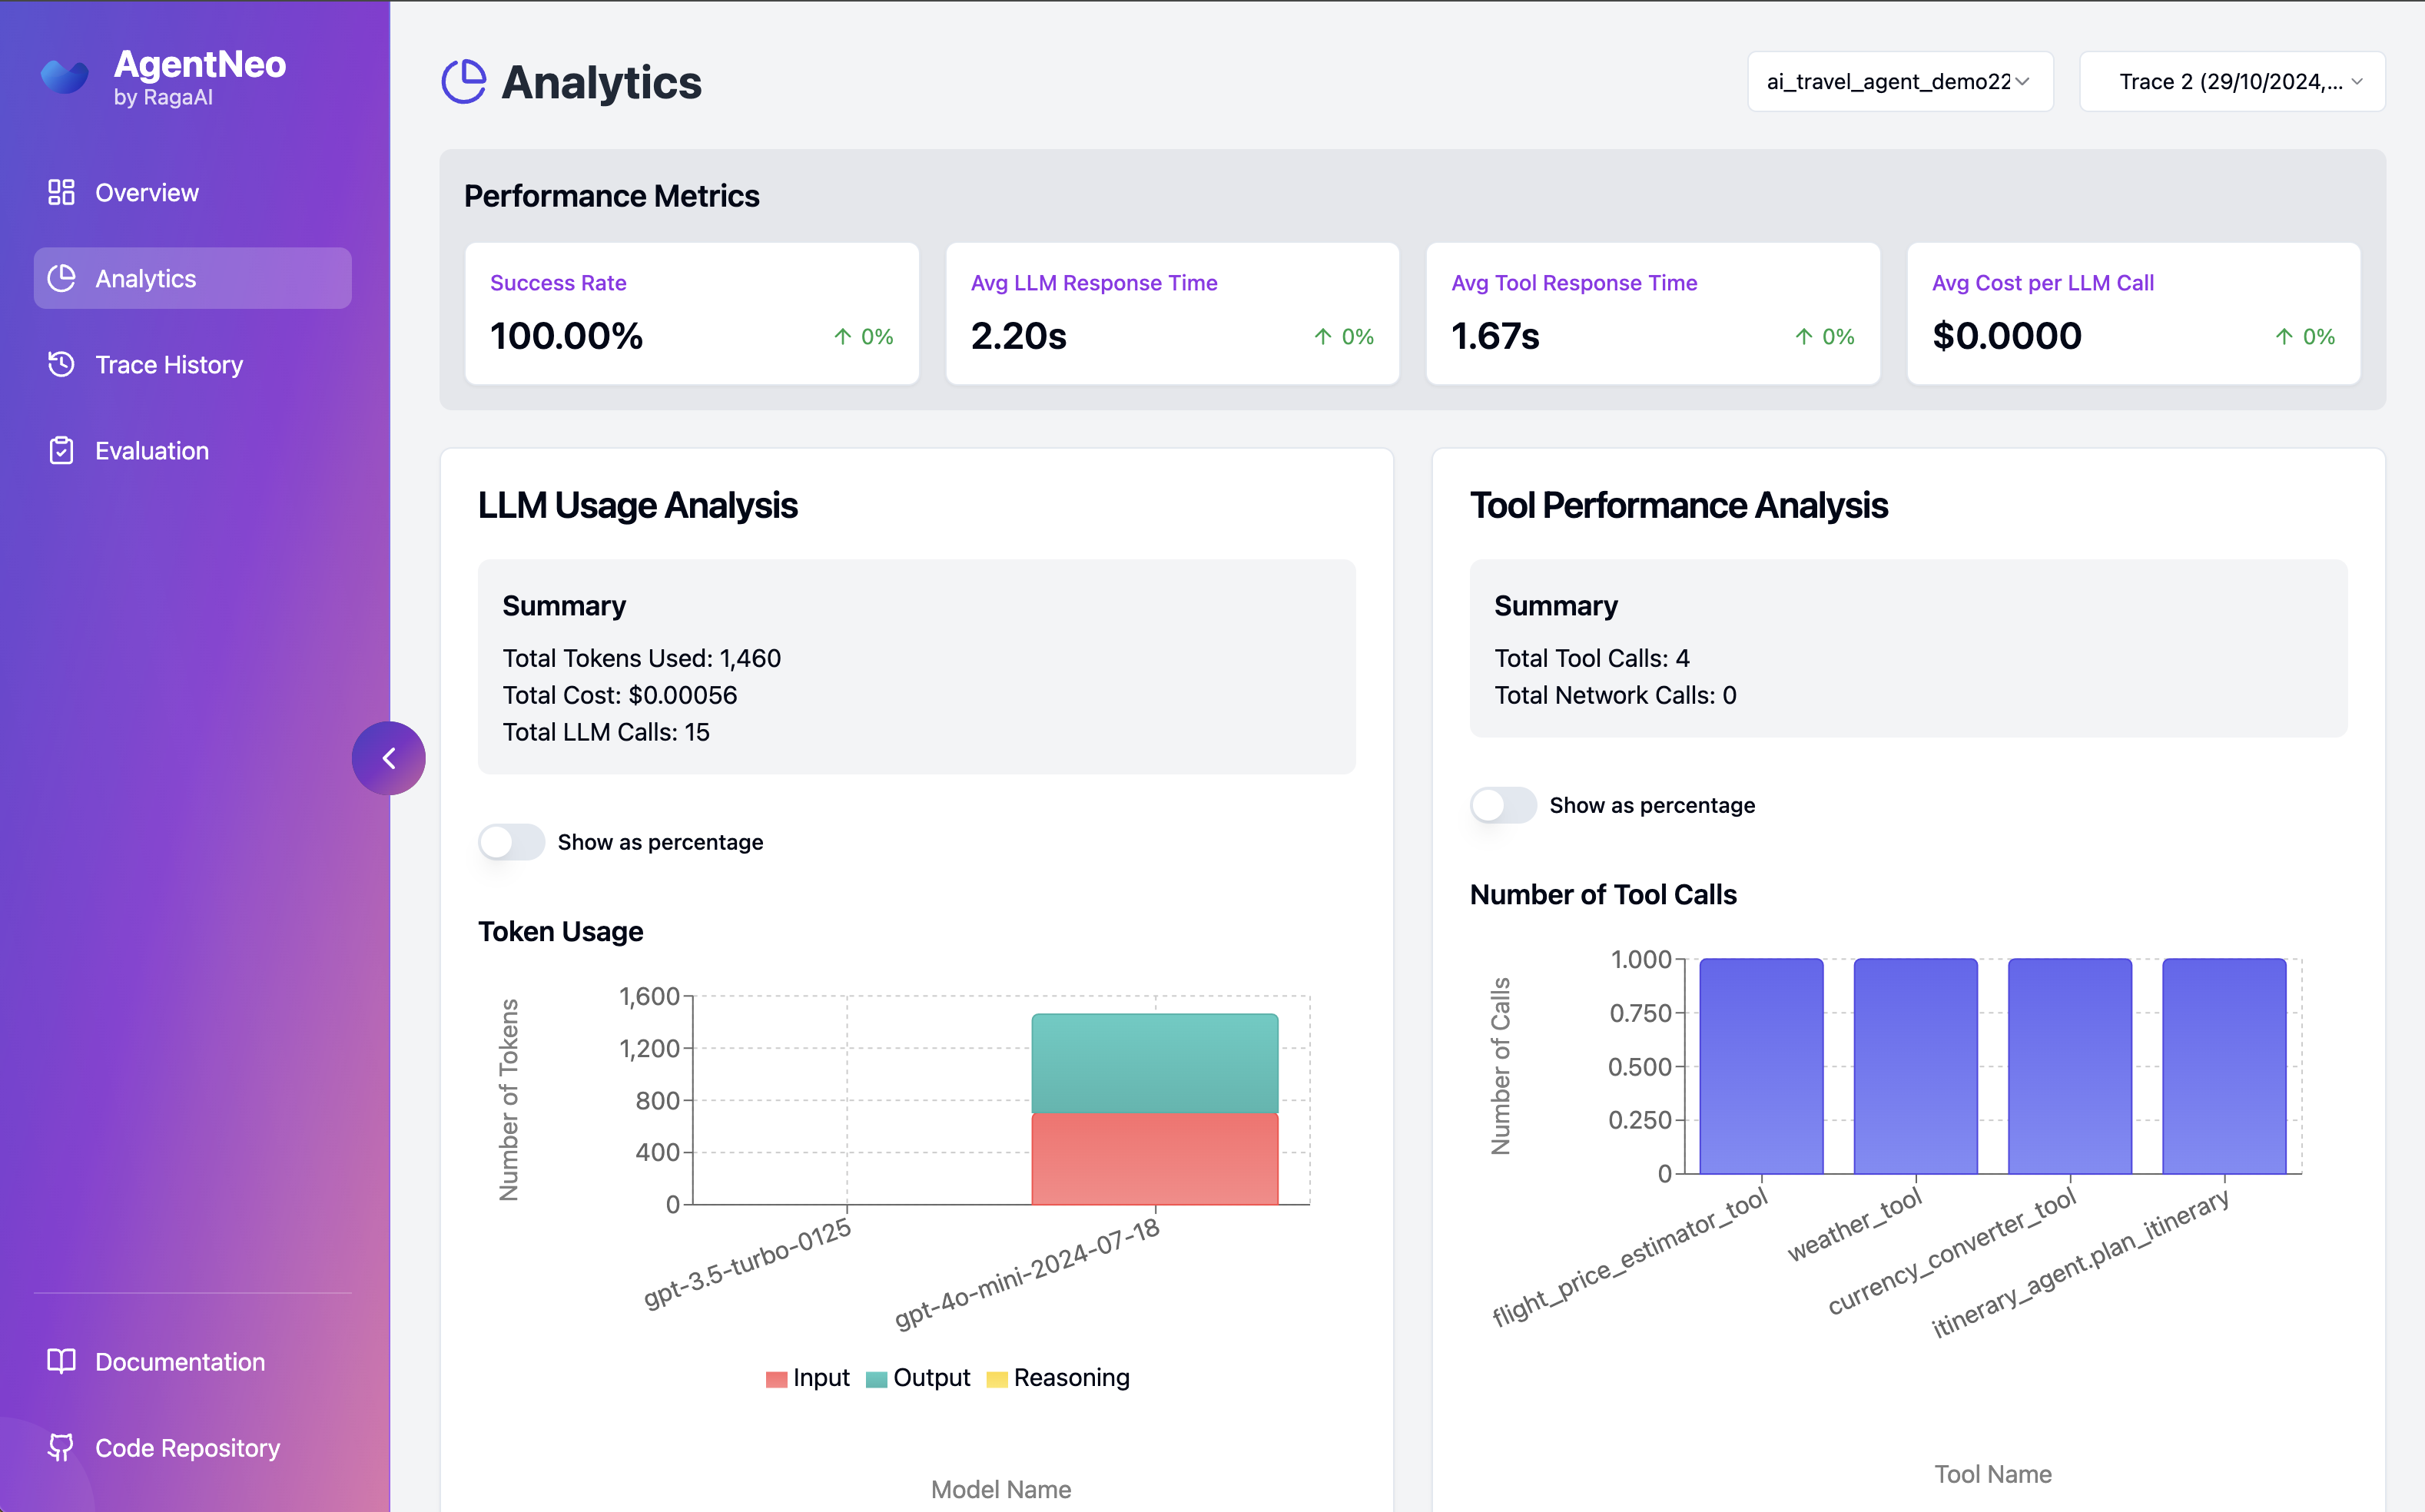 AgentNeo
by RagaAI
Overview
Analytics
Trace History
Evaluation
Documentation
Code Repository
Analytics
ai_travel_agent_demo22
Trace 2 (29/10/2024,...
Performance Metrics
Success Rate
100.00%
↑ 0%
Avg LLM Response Time
2.20s
↑ 0%
Avg Tool Response Time
1.67s
↑ 0%
Avg Cost per LLM Call
$0.0000
↑ 0%
LLM Usage Analysis
Summary
Total Tokens Used: 1,460
Total Cost: $0.00056
Total LLM Calls: 15
Show as percentage
Token Usage
Number of Tokens
1,600
1,200
800
400
0
gpt-3.5-turbo-0125
gpt-4o-mini-2024-07-18
Input
Output
Reasoning
Model Name
Tool Performance Analysis
Summary
Total Tool Calls: 4
Total Network Calls: 0
Show as percentage
Number of Tool Calls
Number of Calls
1.000
0.750
0.500
0.250
0
flight_price_estimator_tool
weather_tool
currency_converter_tool
itinerary_agent.plan_itinerary
Tool Name